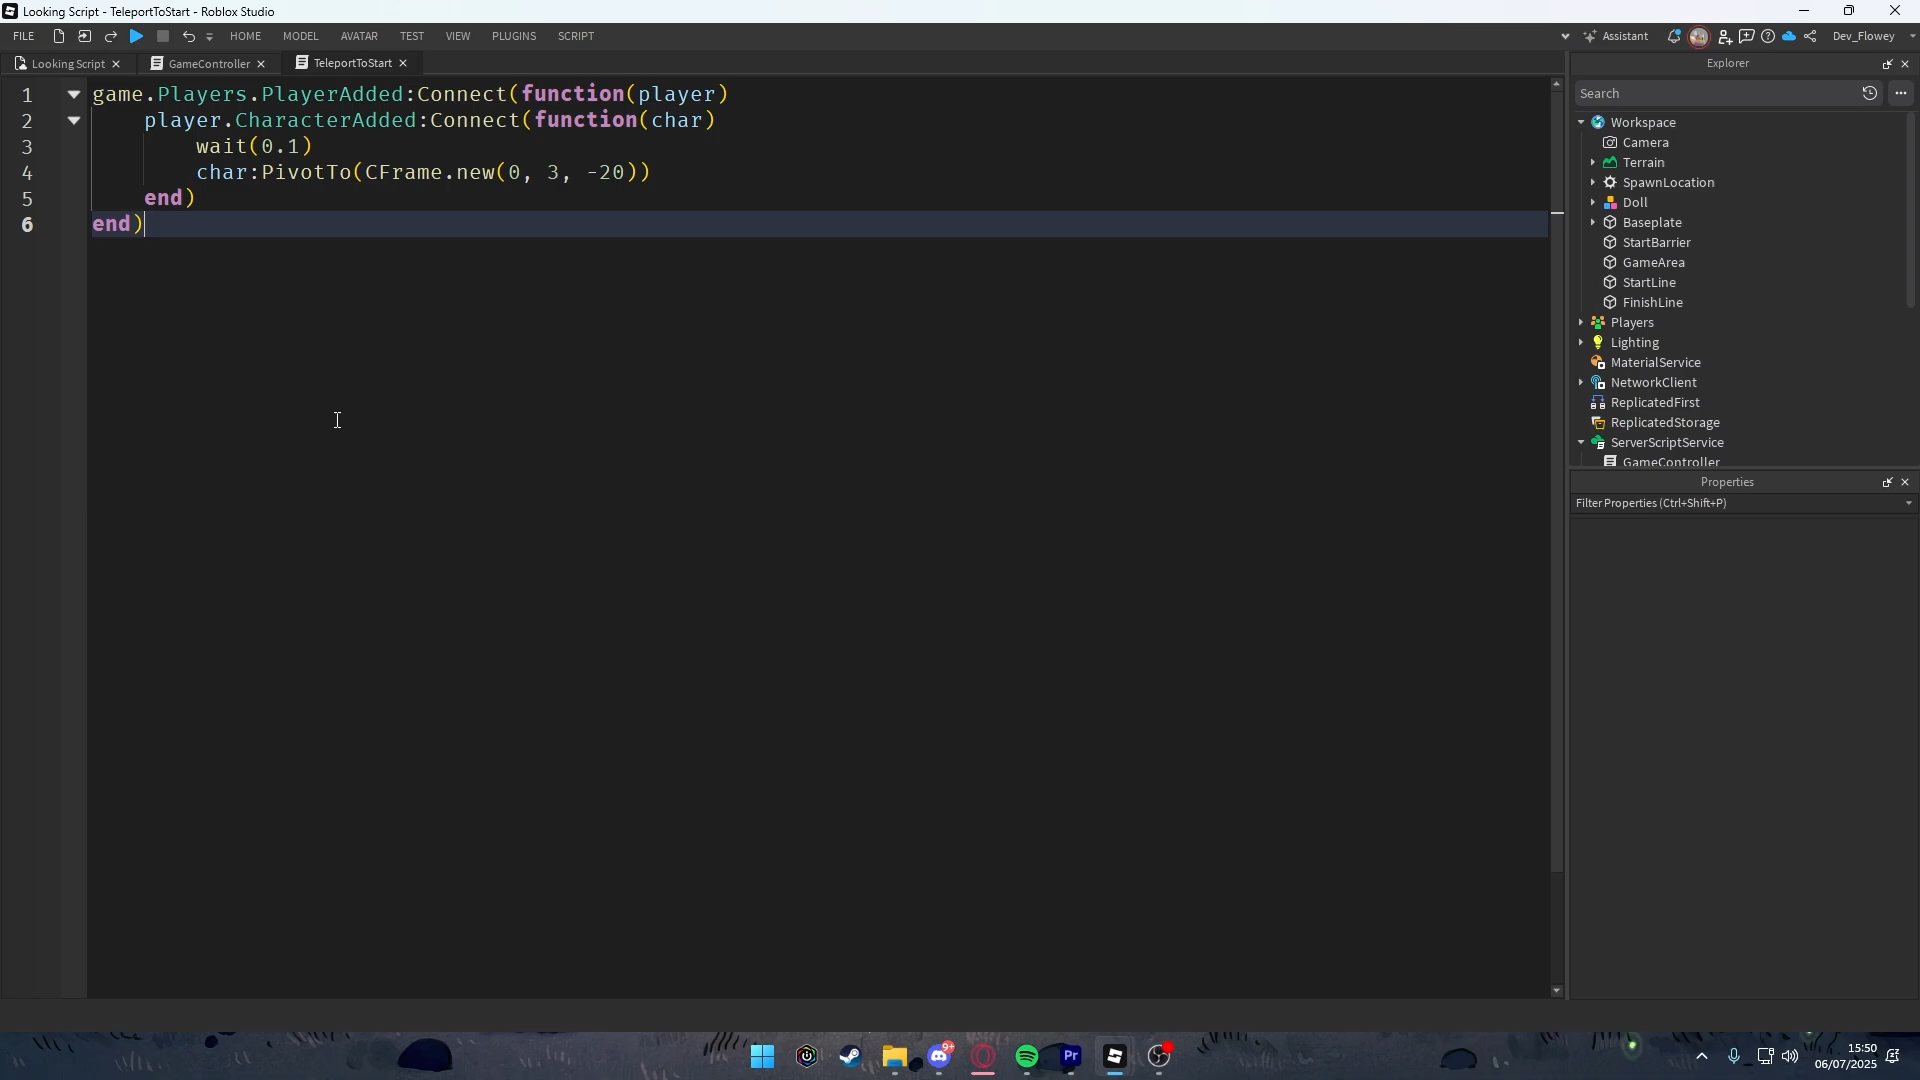 Looking Script - TeleportToStart - Roblox Studio
FILE HOME MODEL AVATAR TEST VIEW PLUGINS SCRIPT Assistant Dev_Flowey
Looking Script GameController TeleportToStart
1 game.Players.PlayerAdded:Connect(function(player)
2 player.CharacterAdded:Connect(function(char)
3 wait(0.1)
4 char:PivotTo(CFrame.new(0, 3, -20))
5 end)
6 end)
Explorer
Search
Workspace
Camera
Terrain
SpawnLocation
Doll
Baseplate
StartBarrier
GameArea
StartLine
FinishLine
Players
Lighting
MaterialService
NetworkClient
ReplicatedFirst
ReplicatedStorage
ServerScriptService
GameController
Properties
Filter Properties (Ctrl+Shift+P)
9+
Pr
15:50
06/07/2025